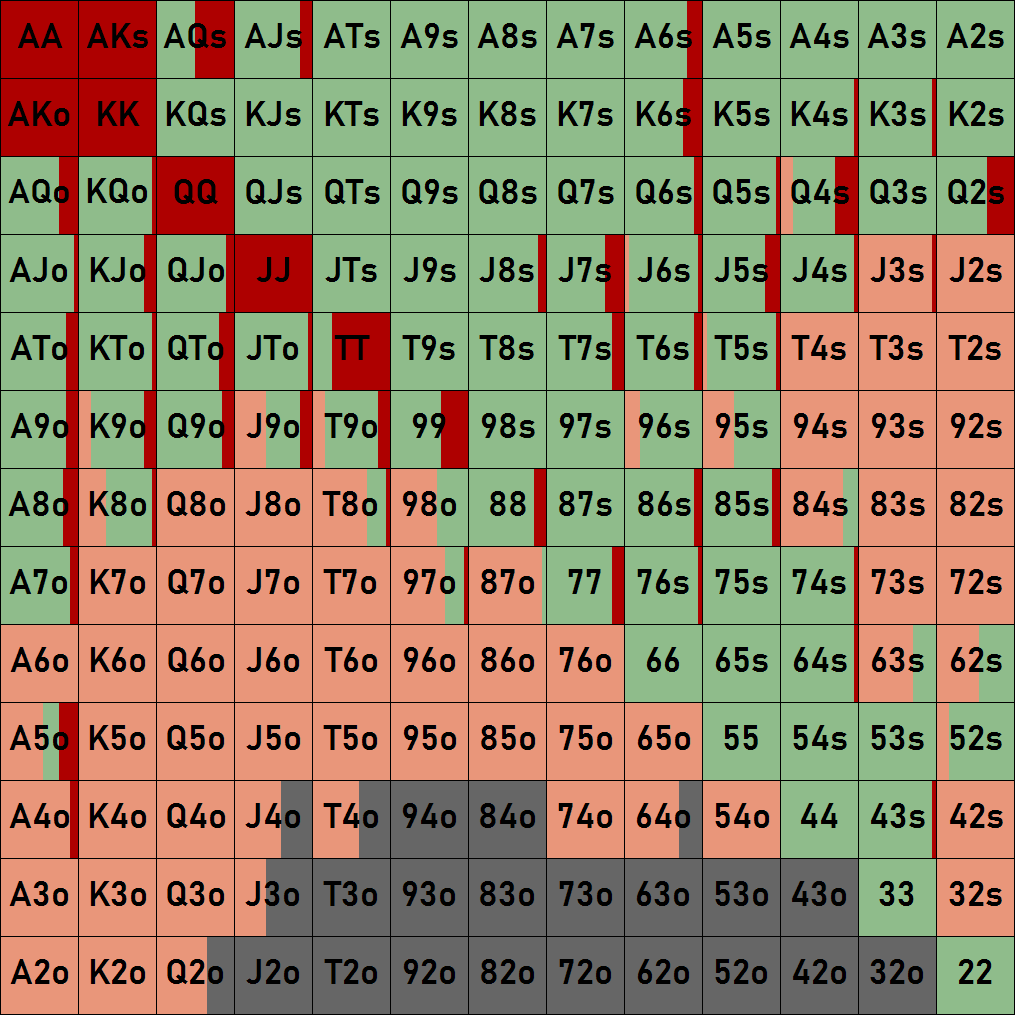 AA AKs AQs AJs ATs A9s A8s A7s A6s A5s A4s A3s A2s
AKo KK KQs KJs KTs K9s K8s K7s K6s K5s K4s K3s K2s
AQo KQo QQ QJs QTs Q9s Q8s Q7s Q6s Q5s Q4s Q3s Q2s
AJo KJo QJo JJ JTs J9s J8s J7s J6s J5s J4s J3s J2s
ATo KTo QTo JTo TT T9s T8s T7s T6s T5s T4s T3s T2s
A9o K9o Q9o J9o T9o 99 98s 97s 96s 95s 94s 93s 92s
A8o K8o Q8o J8o T8o 98o 88 87s 86s 85s 84s 83s 82s
A7o K7o Q7o J7o T7o 97o 87o 77 76s 75s 74s 73s 72s
A6o K6o Q6o J6o T6o 96o 86o 76o 66 65s 64s 63s 62s
A5o K5o Q5o J5o T5o 95o 85o 75o 65o 55 54s 53s 52s
A4o K4o Q4o J4o T4o 94o 84o 74o 64o 54o 44 43s 42s
A3o K3o Q3o J3o T3o 93o 83o 73o 63o 53o 43o 33 32s
A2o K2o Q2o J2o T2o 92o 82o 72o 62o 52o 42o 32o 22